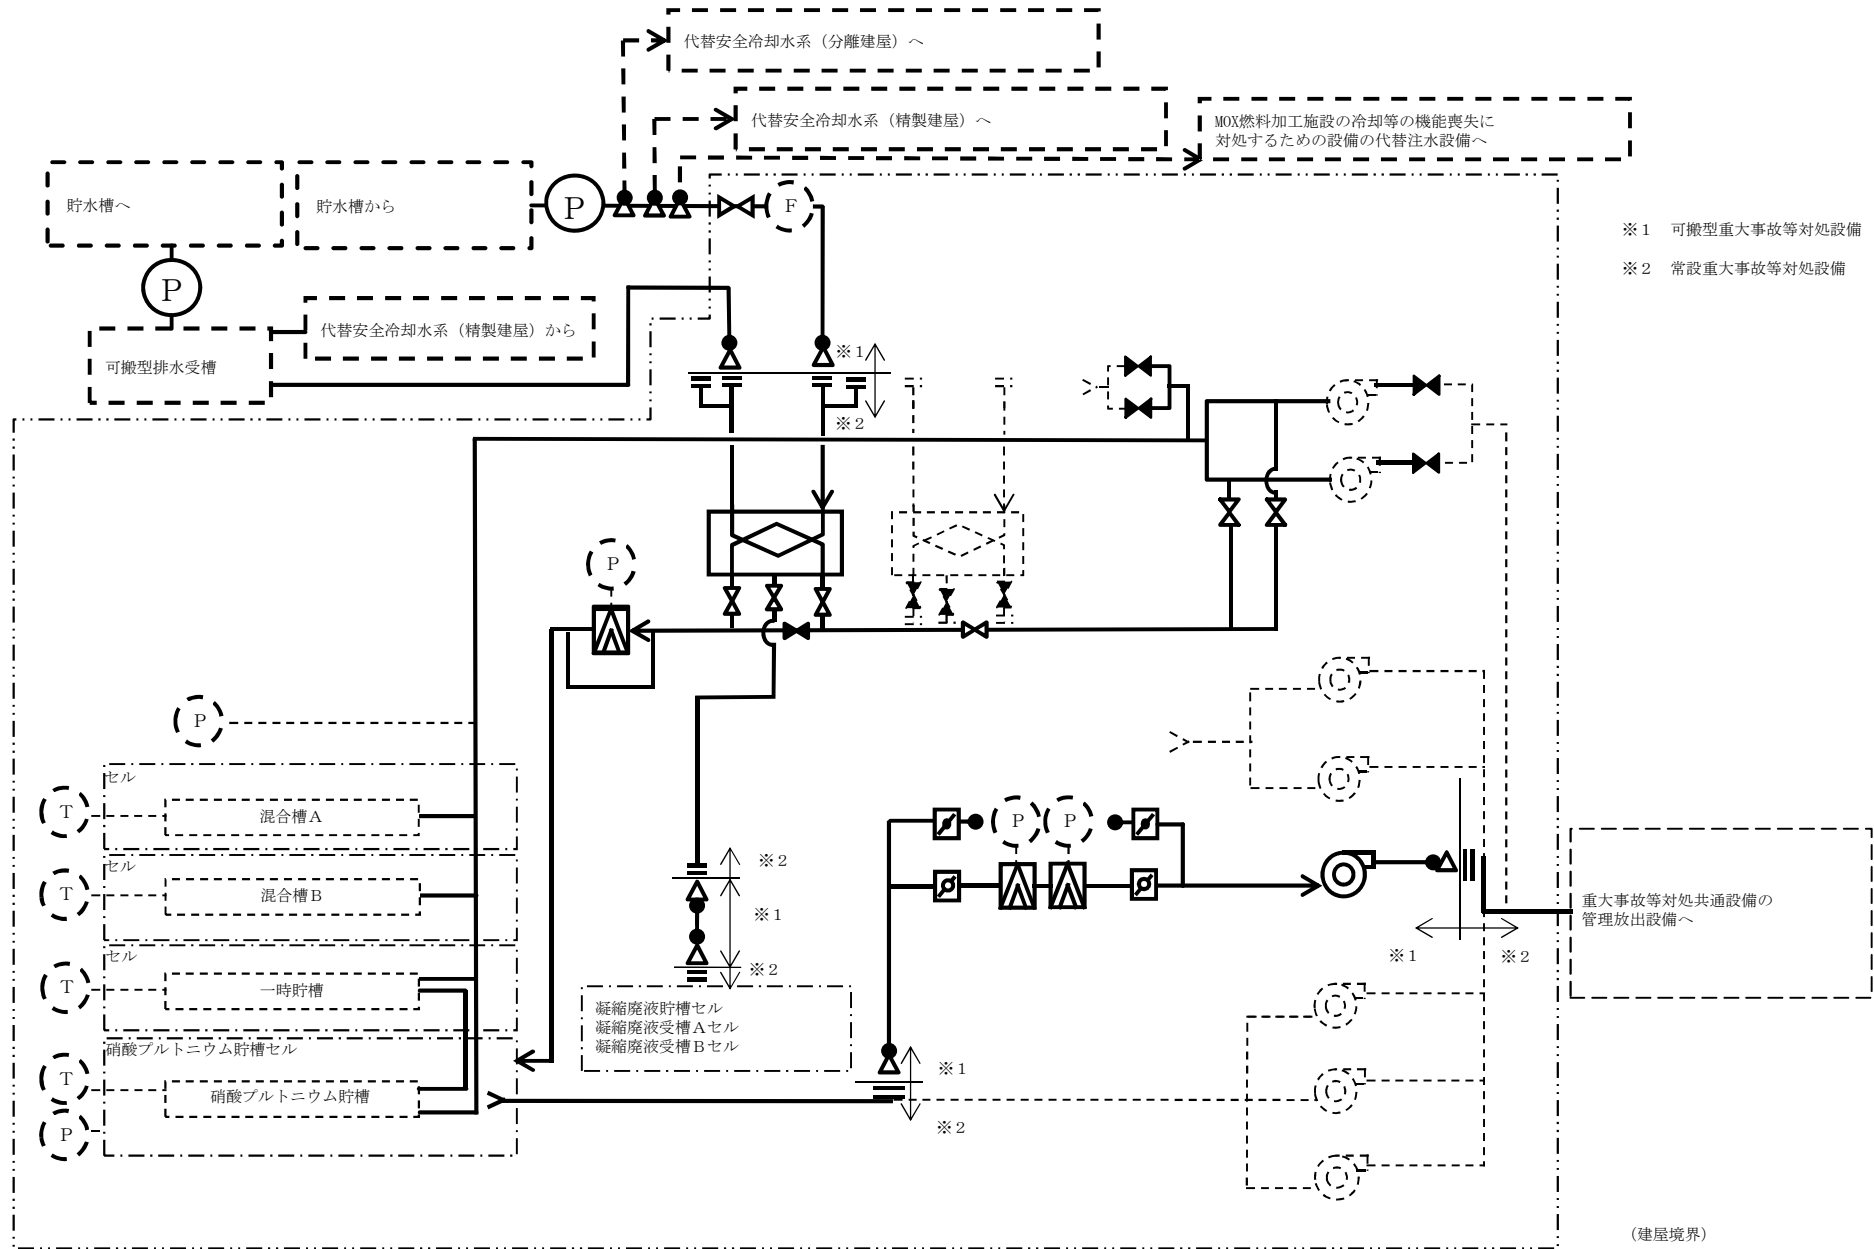 代替安全冷却水系（分離建屋）へ
代替安全冷却水系（精製建屋）へ
MOX燃料加工施設の冷却等の機能喪失に
対処するための設備の代替注水設備へ
貯水槽へ
貯水槽から
P
F
※１　可搬型重大事故等対処設備
※２　常設重大事故等対処設備
P
代替安全冷却水系（精製建屋）から
可搬型排水受槽
※１
※２
P
P
セル
T
混合槽Ａ
セル
T
混合槽Ｂ
セル
T
一時貯槽
硝酸プルトニウム貯槽セル
T
硝酸プルトニウム貯槽
P
※２
※１
※２
凝縮廃液貯槽セル
凝縮廃液受槽Ａセル
凝縮廃液受槽Ｂセル
P
P
※１
※２
※１
※２
重大事故等対処共通設備の
管理放出設備へ
（建屋境界）